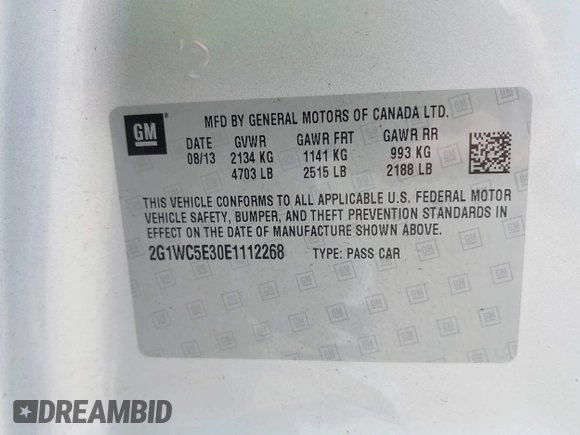 GM
MFD BY GENERAL MOTORS OF CANADA LTD.
DATE GVWR GAWR FRT GAWR RR
08/13 2134 KG 1141 KG 993 KG
4703 LB 2515 LB 2188 LB
THIS VEHICLE CONFORMS TO ALL APPLICABLE U.S. FEDERAL MOTOR
VEHICLE SAFETY, BUMPER, AND THEFT PREVENTION STANDARDS IN
EFFECT ON THE DATE OF MANUFACTURE SHOWN ABOVE.
2G1WC5E30E1112268 TYPE: PASS CAR
DREAMBID